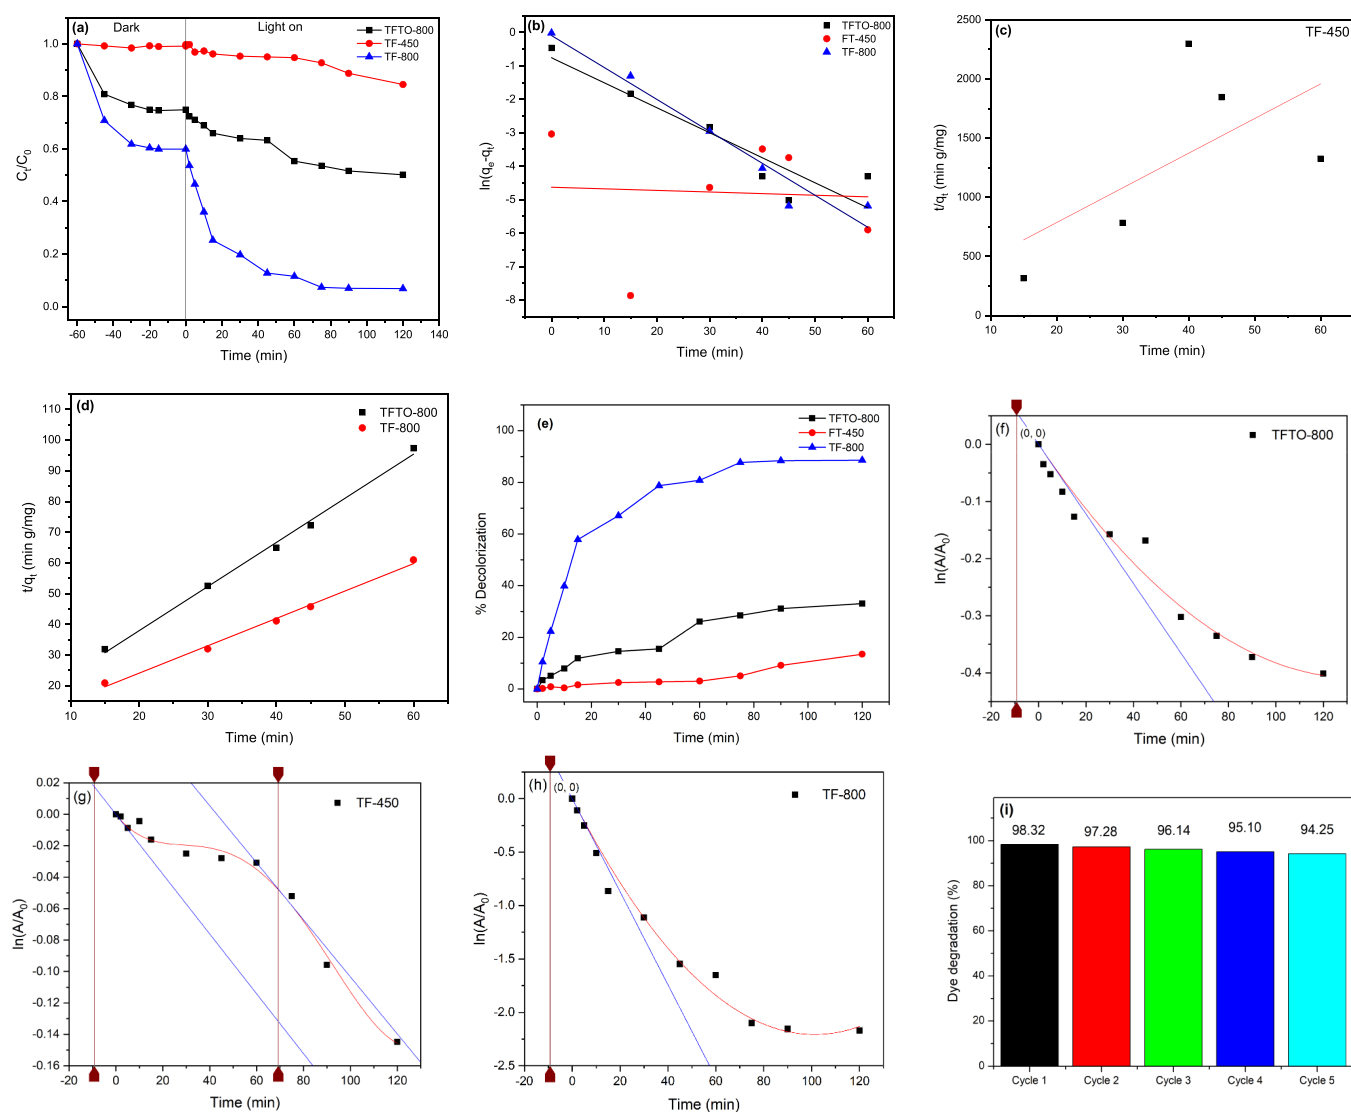 (a)
Dark
Light on
TFTO-800
TF-450
TF-800
1.0
0.8
0.6
0.4
0.2
0.0
Cₜ/C₀
-60 -40 -20 0 20 40 60 80 100 120 140
Time (min)
(b)
TFTO-800
FT-450
TF-800
0
-1
-2
-3
-4
-5
-6
-7
-8
ln(qₑ-qₜ)
0 10 20 30 40 50 60
Time (min)
(c)
TF-450
2500
2250
2000
1750
1500
1250
1000
750
500
250
0
t/qₜ (min g/mg)
10 20 30 40 50 60
Time (min)
(d)
TFTO-800
TF-800
110
100
90
80
70
60
50
40
30
20
t/qₜ (min g/mg)
10 20 30 40 50 60
Time (min)
(e)
TFTO-800
FT-450
TF-800
100
80
60
40
20
0
% Decolorization
0 20 40 60 80 100 120
Time (min)
(f)
(0, 0)
TFTO-800
0.0
-0.1
-0.2
-0.3
-0.4
ln(A/A₀)
-20 0 20 40 60 80 100 120
Time (min)
(g)
TF-450
0.02
0.00
-0.02
-0.04
-0.06
-0.08
-0.10
-0.12
-0.14
-0.16
ln(A/A₀)
-20 0 20 40 60 80 100 120
Time (min)
(h)
(0, 0)
TF-800
0.0
-0.5
-1.0
-1.5
-2.0
-2.5
ln(A/A₀)
-20 0 20 40 60 80 100 120
Time (min)
(i)
98.32 97.28 96.14 95.10 94.25
100
80
60
40
20
0
Dye degradation (%)
Cycle 1 Cycle 2 Cycle 3 Cycle 4 Cycle 5